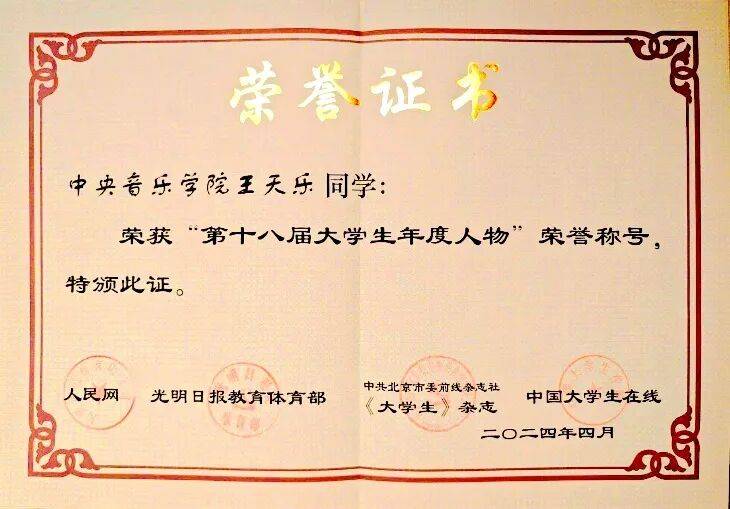 荣誉证书
中央音乐学院王天乐同学：
荣获“第十八届大学生年度人物”荣誉称号，
特颁此证。
人民网 光明日报教育体育部 中共北京市委前线杂志社《大学生》杂志 中国大学生在线
二〇二四年四月